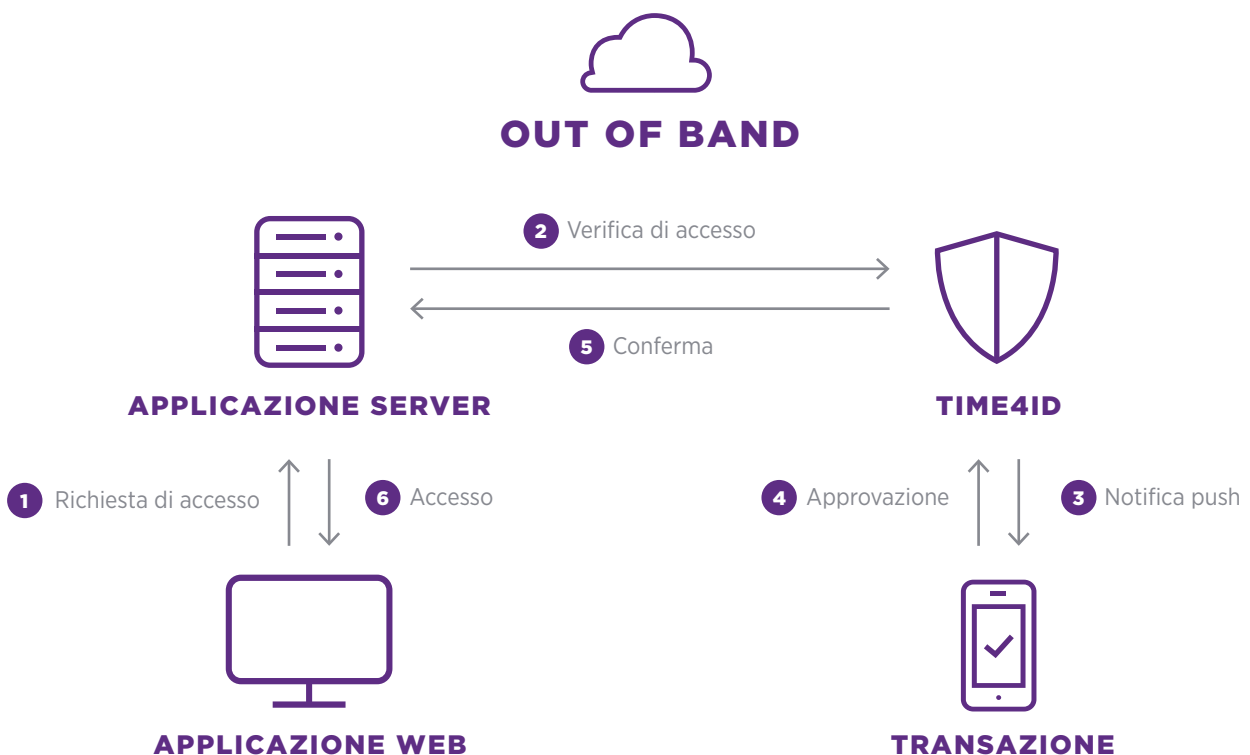 OUT OF BAND
2 Verifica di accesso
5 Conferma
APPLICAZIONE SERVER
TIME4ID
1 Richiesta di accesso
6 Accesso
4 Approvazione
3 Notifica push
APPLICAZIONE WEB
TRANSAZIONE